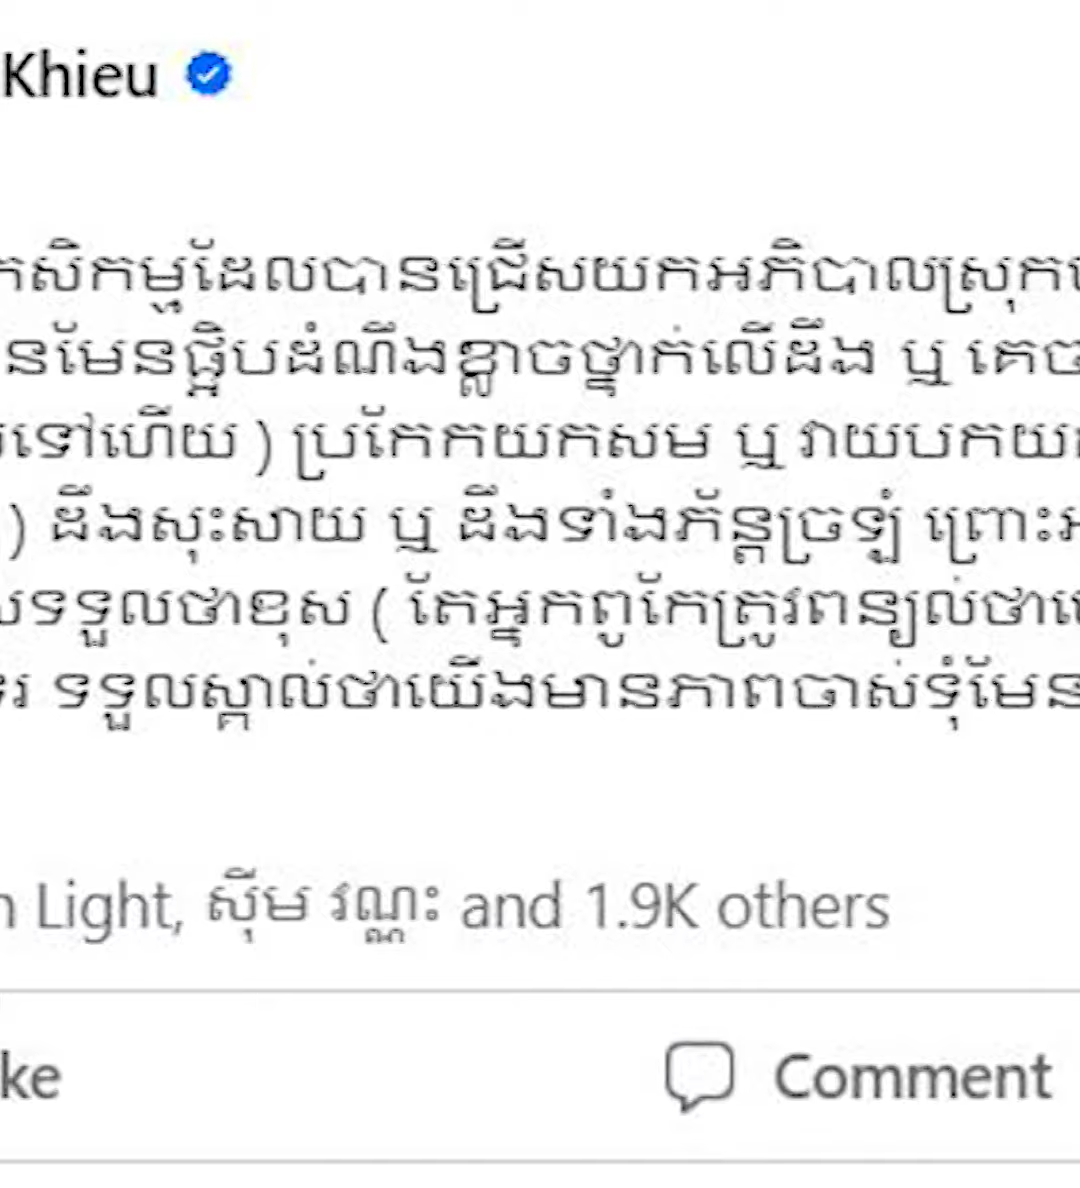 Khieu
កសិកម្មដែលបានជ្រើសយកអភិបាលស្រុក
នមែនផ្អិបដំណឹងខ្លាចថ្នាក់លើដឹង ឬ គេច
ទៅហើយ ) ប្រកែកយកសម ឬ វាយបកយ
) ដឹងសុះសាយ ឬ ដឹងទាំងភ័ន្តច្រឡំ ព្រោះអ
ទទួលថាខុស ( តែអ្នកពូកែត្រូវពន្យល់ថា
ទទួលស្គាល់ថាយើងមានភាពចាស់ទុំមែន
n Light, ស៊ីម វណ្ណះ and 1.9K others
ke
Comment